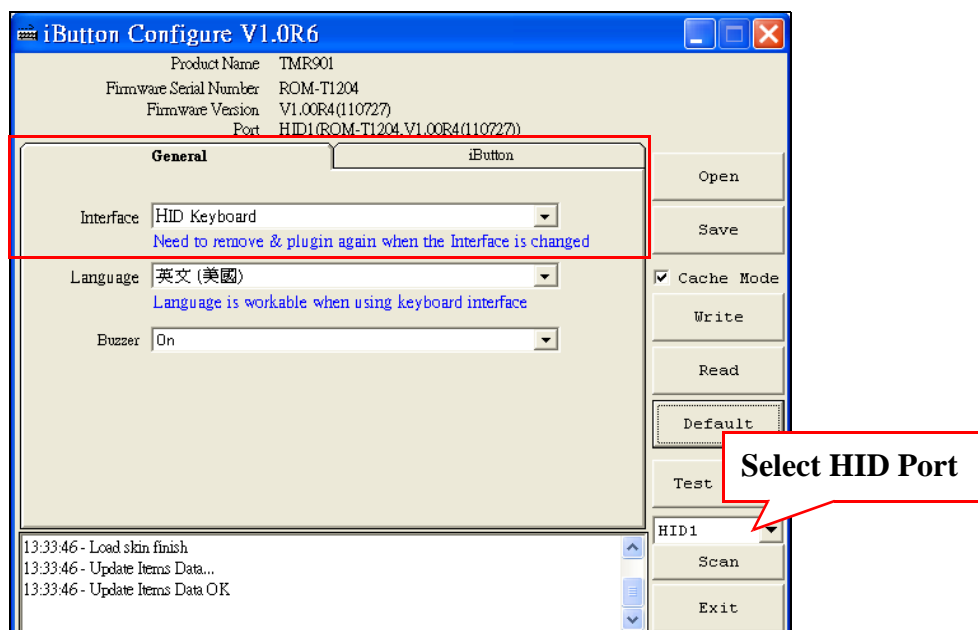 iButton Configure V1.0R6
Product Name TMR901
Firmware Serial Number ROM-T1204
Firmware Version V1.00R4(110727)
Port HID1(ROM-T1204,V1.00R4(110727))
General iButton
Interface HID Keyboard
Need to remove & plugin again when the Interface is changed
Language 英文 (美國)
Language is workable when using keyboard interface
Buzzer On
Open
Save
Cache Mode
Write
Read
Default
Select HID Port
Test
HID1
Scan
Exit
13:33:46 - Load skin finish
13:33:46 - Update Items Data...
13:33:46 - Update Items Data OK